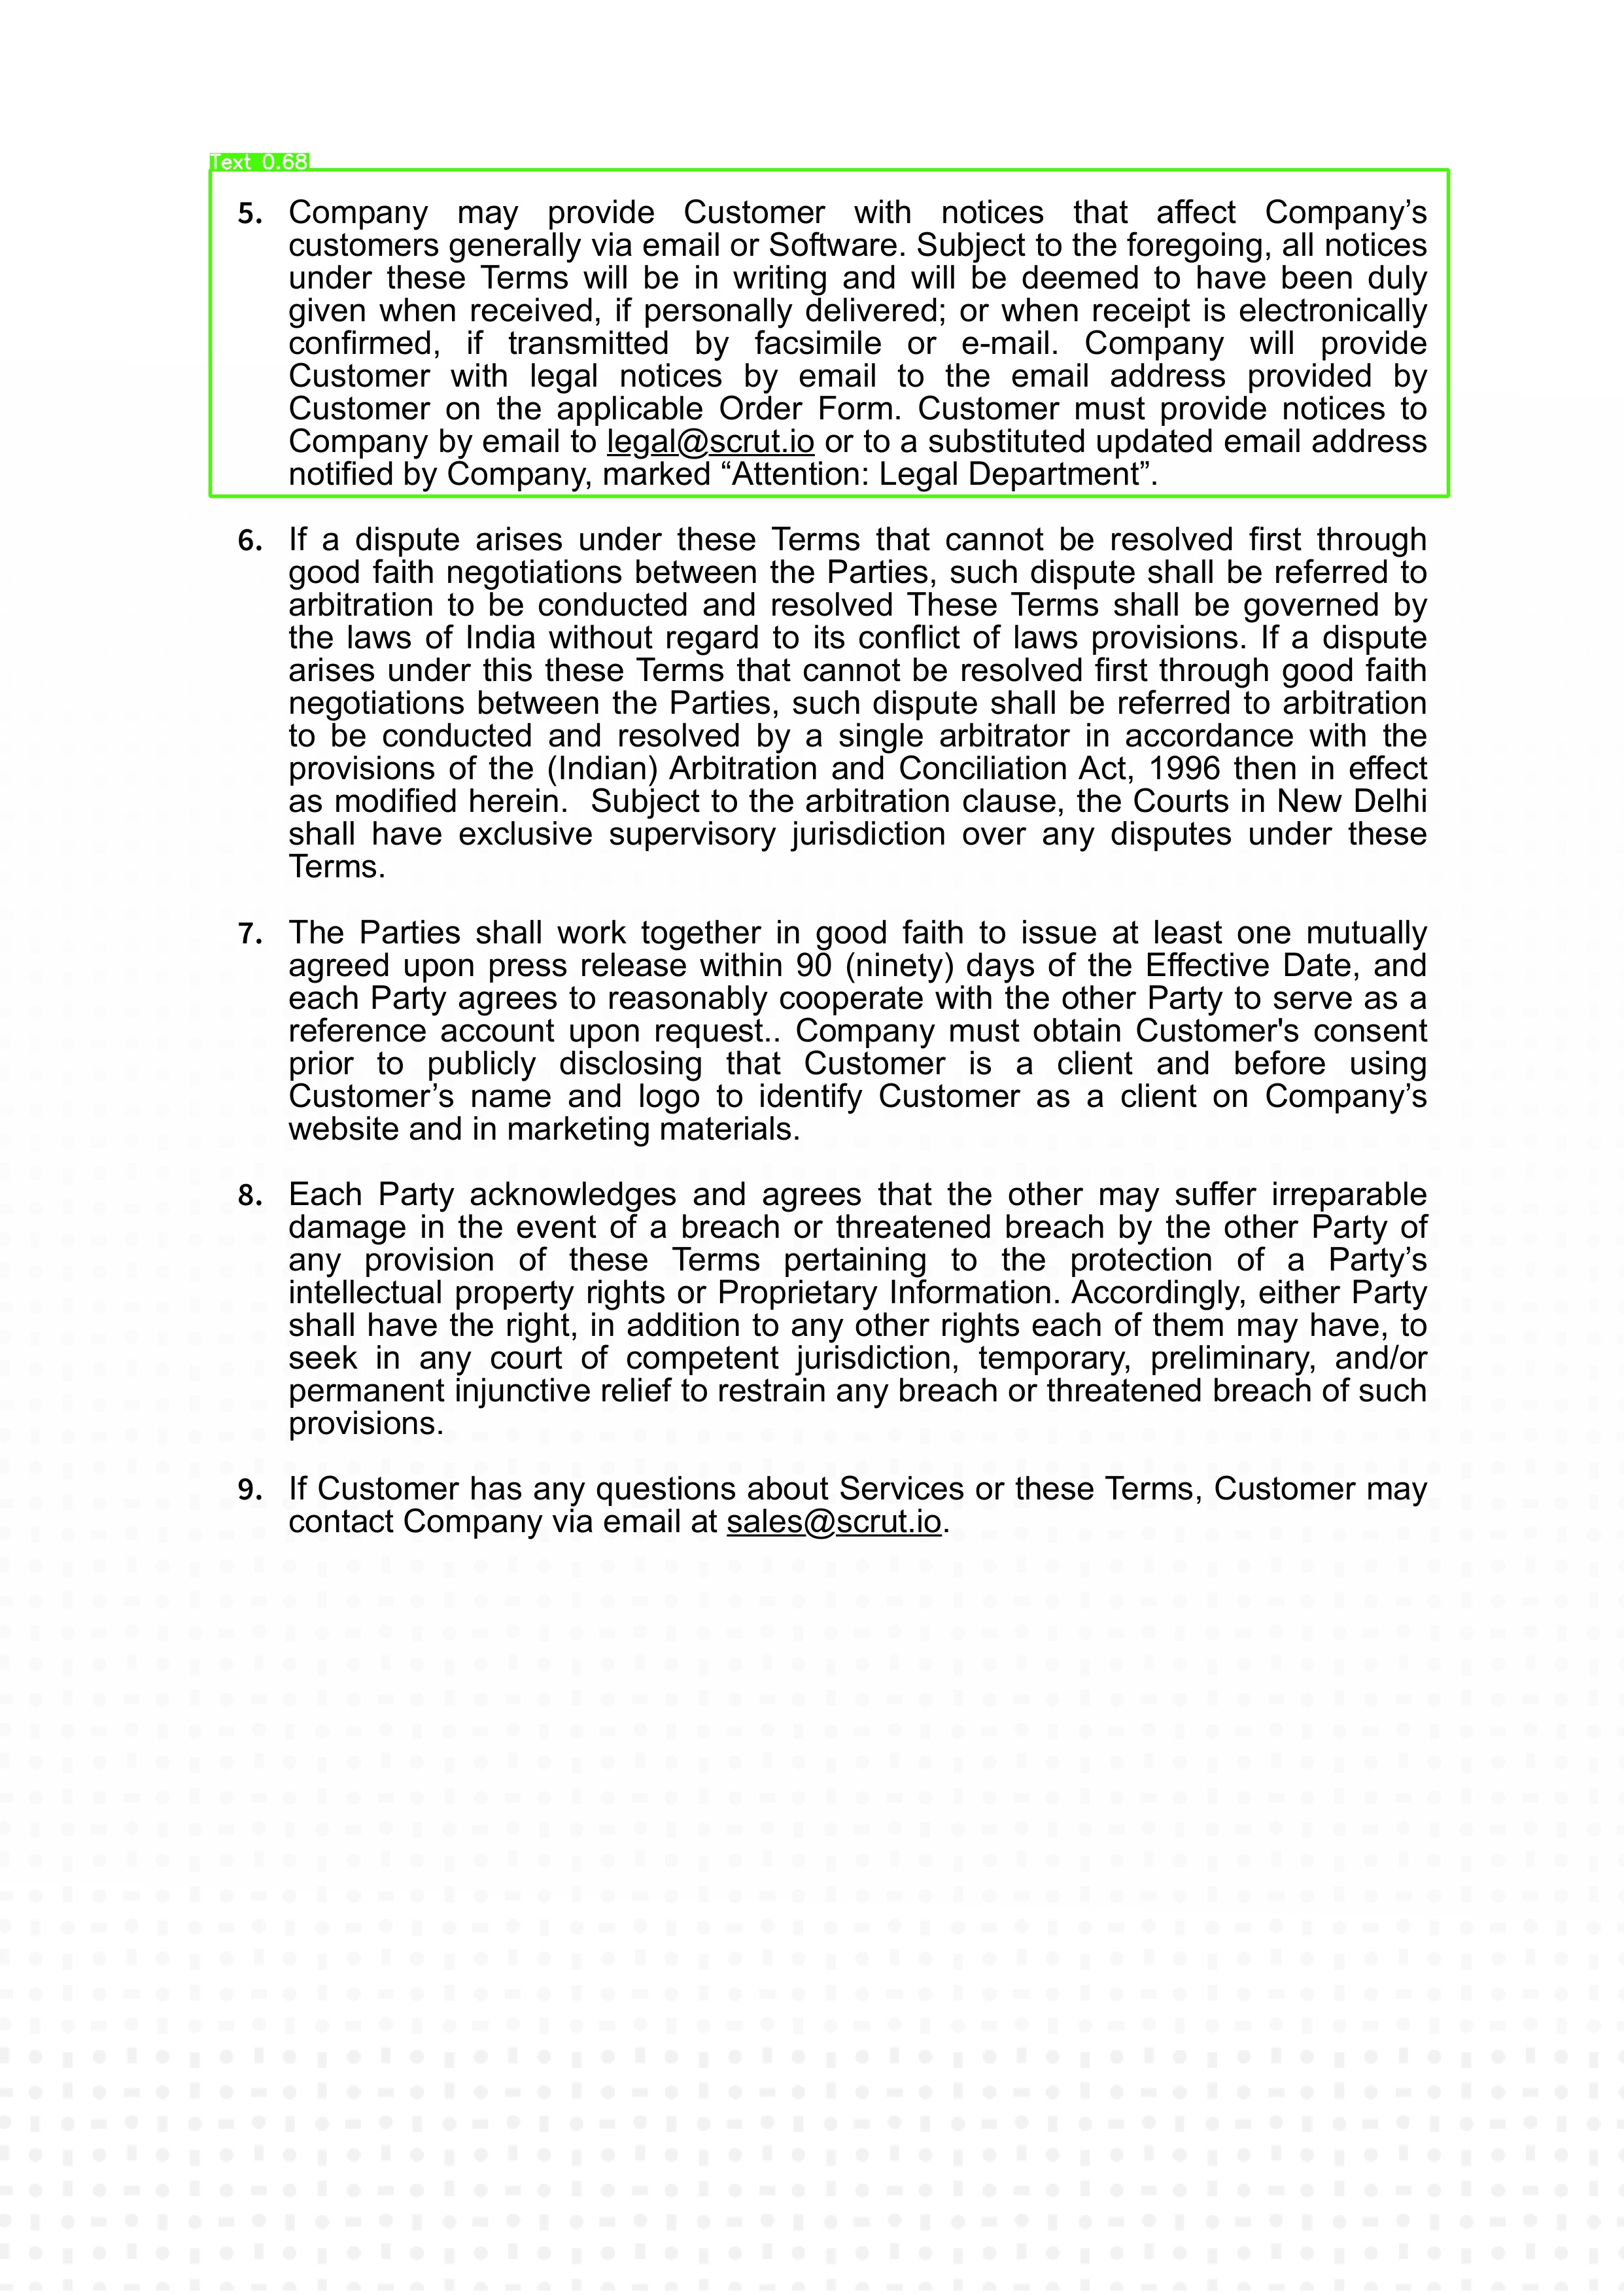 Text 0.68
5. Company may provide Customer with notices that affect Company’s
customers generally via email or Software. Subject to the foregoing, all notices
under these Terms will be in writing and will be deemed to have been duly
given when received, if personally delivered; or when receipt is electronically
confirmed, if transmitted by facsimile or e-mail. Company will provide
Customer with legal notices by email to the email address provided by
Customer on the applicable Order Form. Customer must provide notices to
Company by email to legal@scrut.io or to a substituted updated email address
notified by Company, marked “Attention: Legal Department”.
6. If a dispute arises under these Terms that cannot be resolved first through
good faith negotiations between the Parties, such dispute shall be referred to
arbitration to be conducted and resolved These Terms shall be governed by
the laws of India without regard to its conflict of laws provisions. If a dispute
arises under this these Terms that cannot be resolved first through good faith
negotiations between the Parties, such dispute shall be referred to arbitration
to be conducted and resolved by a single arbitrator in accordance with the
provisions of the (Indian) Arbitration and Conciliation Act, 1996 then in effect
as modified herein.  Subject to the arbitration clause, the Courts in New Delhi
shall have exclusive supervisory jurisdiction over any disputes under these
Terms.
7. The Parties shall work together in good faith to issue at least one mutually
agreed upon press release within 90 (ninety) days of the Effective Date, and
each Party agrees to reasonably cooperate with the other Party to serve as a
reference account upon request.. Company must obtain Customer's consent
prior to publicly disclosing that Customer is a client and before using
Customer’s name and logo to identify Customer as a client on Company’s
website and in marketing materials.
8. Each Party acknowledges and agrees that the other may suffer irreparable
damage in the event of a breach or threatened breach by the other Party of
any provision of these Terms pertaining to the protection of a Party’s
intellectual property rights or Proprietary Information. Accordingly, either Party
shall have the right, in addition to any other rights each of them may have, to
seek in any court of competent jurisdiction, temporary, preliminary, and/or
permanent injunctive relief to restrain any breach or threatened breach of such
provisions.
9. If Customer has any questions about Services or these Terms, Customer may
contact Company via email at sales@scrut.io.